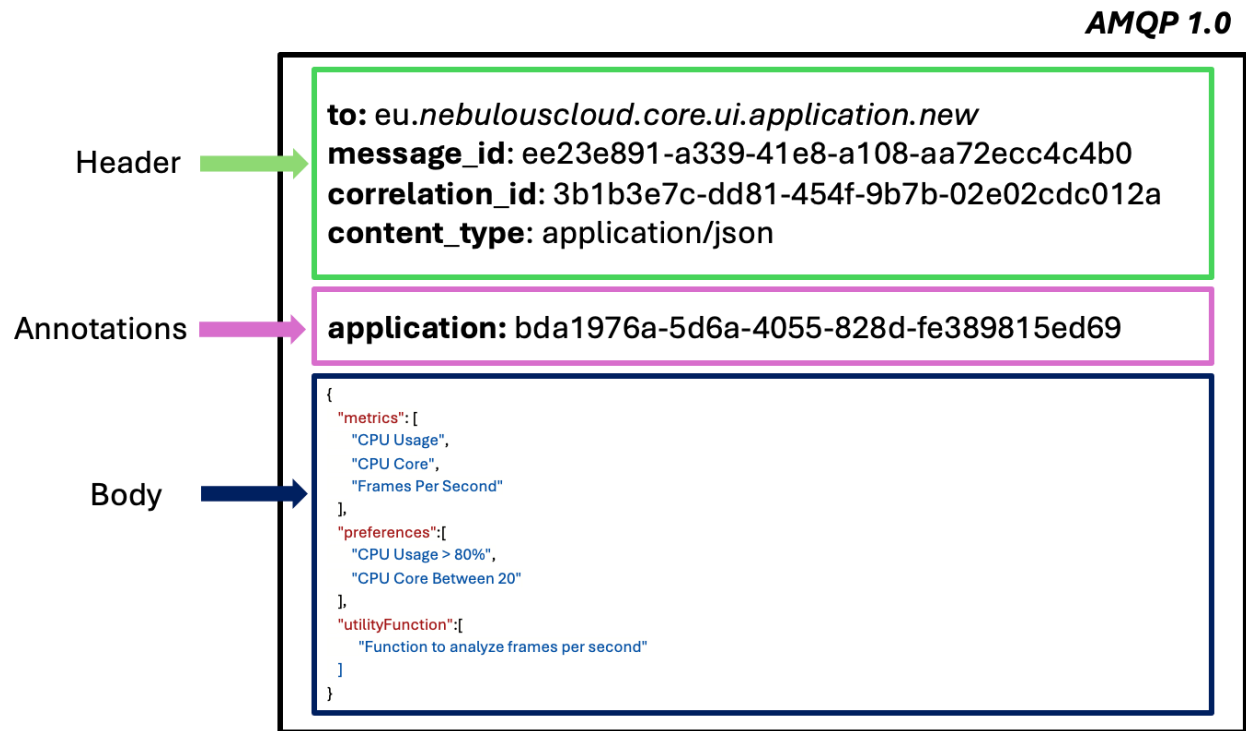 AMQP 1.0
Header
to: eu.nebulouscloud.core.ui.application.new
message_id: ee23e891-a339-41e8-a108-aa72ecc4c4b0
correlation_id: 3b1b3e7c-dd81-454f-9b7b-02e02cdc012a
content_type: application/json
Annotations
application: bda1976a-5d6a-4055-828d-fe389815ed69
Body
{
"metrics": [
"CPU Usage",
"CPU Core",
"Frames Per Second"
],
"preferences":[
"CPU Usage > 80%",
"CPU Core Between 20"
],
"utilityFunction":[
"Function to analyze frames per second"
]
}